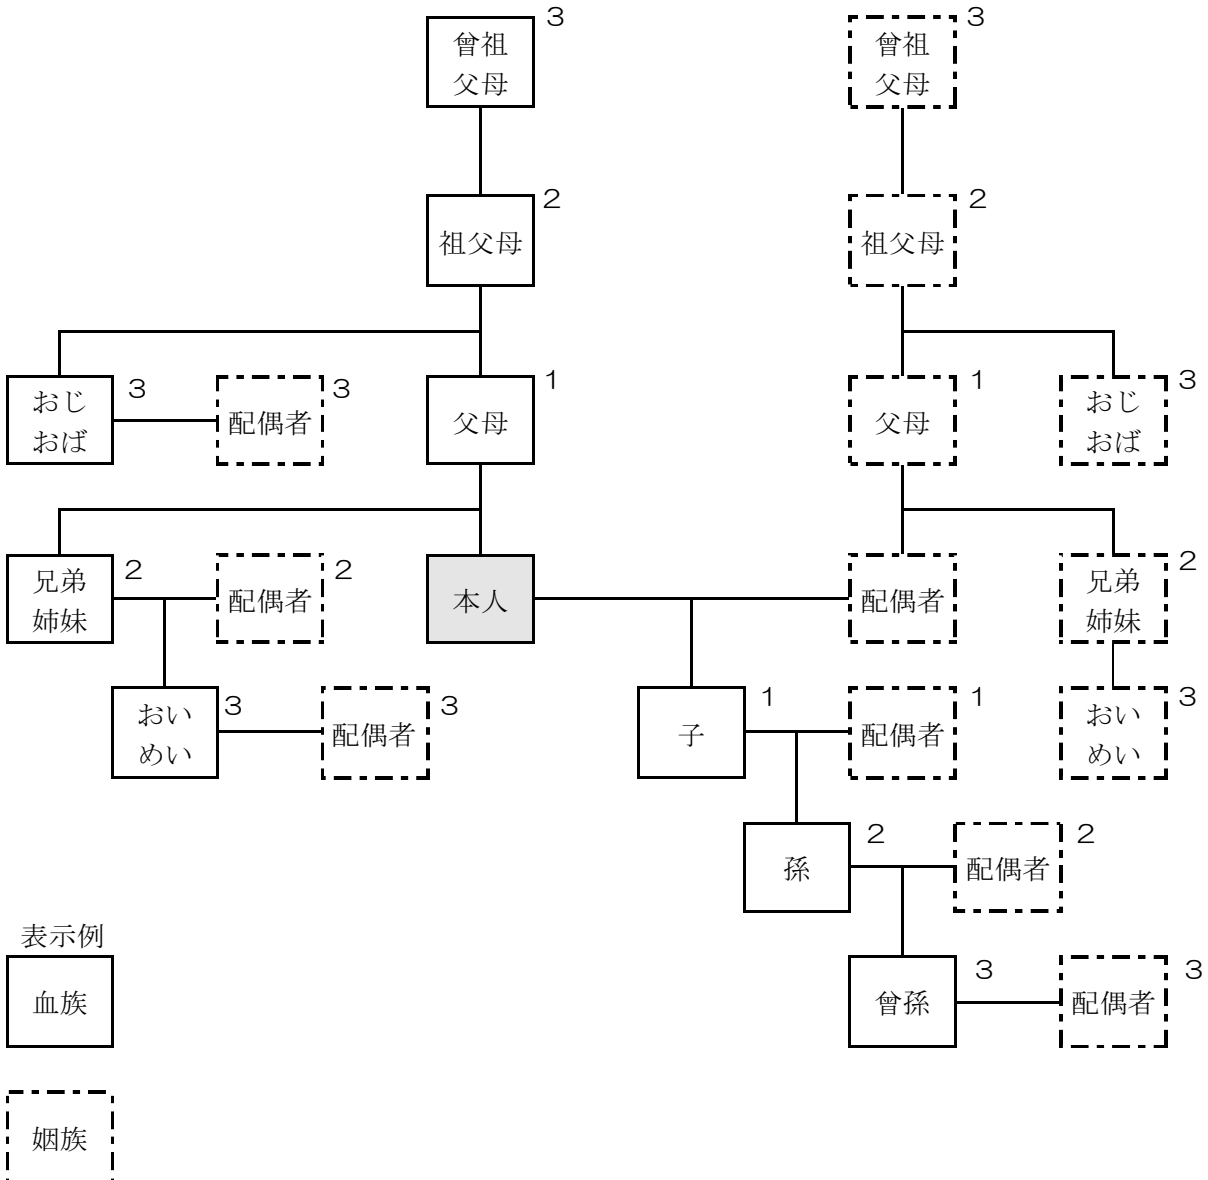 曾祖
父母
３
曾祖
父母
３
祖父母
２
祖父母
２
おじ
おば
３
配偶者
３
父母
１
父母
１
おじ
おば
３
兄弟
姉妹
２
配偶者
２
本人
配偶者
兄弟
姉妹
２
おい
めい
３
配偶者
３
子
１
配偶者
１
おい
めい
３
孫
２
配偶者
２
曾孫
３
配偶者
３
表示例
血族
姻族